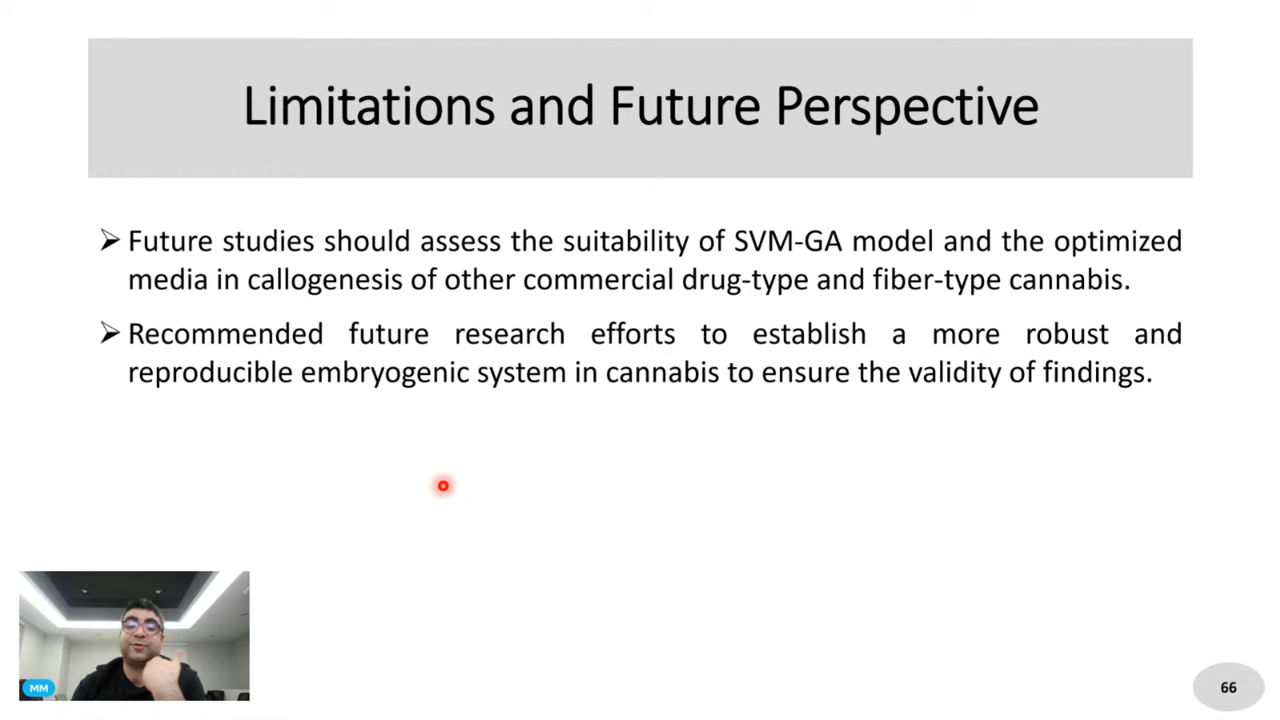 Limitations and Future Perspective
➢ Future studies should assess the suitability of SVM-GA model and the optimized
media in callogenesis of other commercial drug-type and fiber-type cannabis.
➢ Recommended future research efforts to establish a more robust and
reproducible embryogenic system in cannabis to ensure the validity of findings.
MM
66